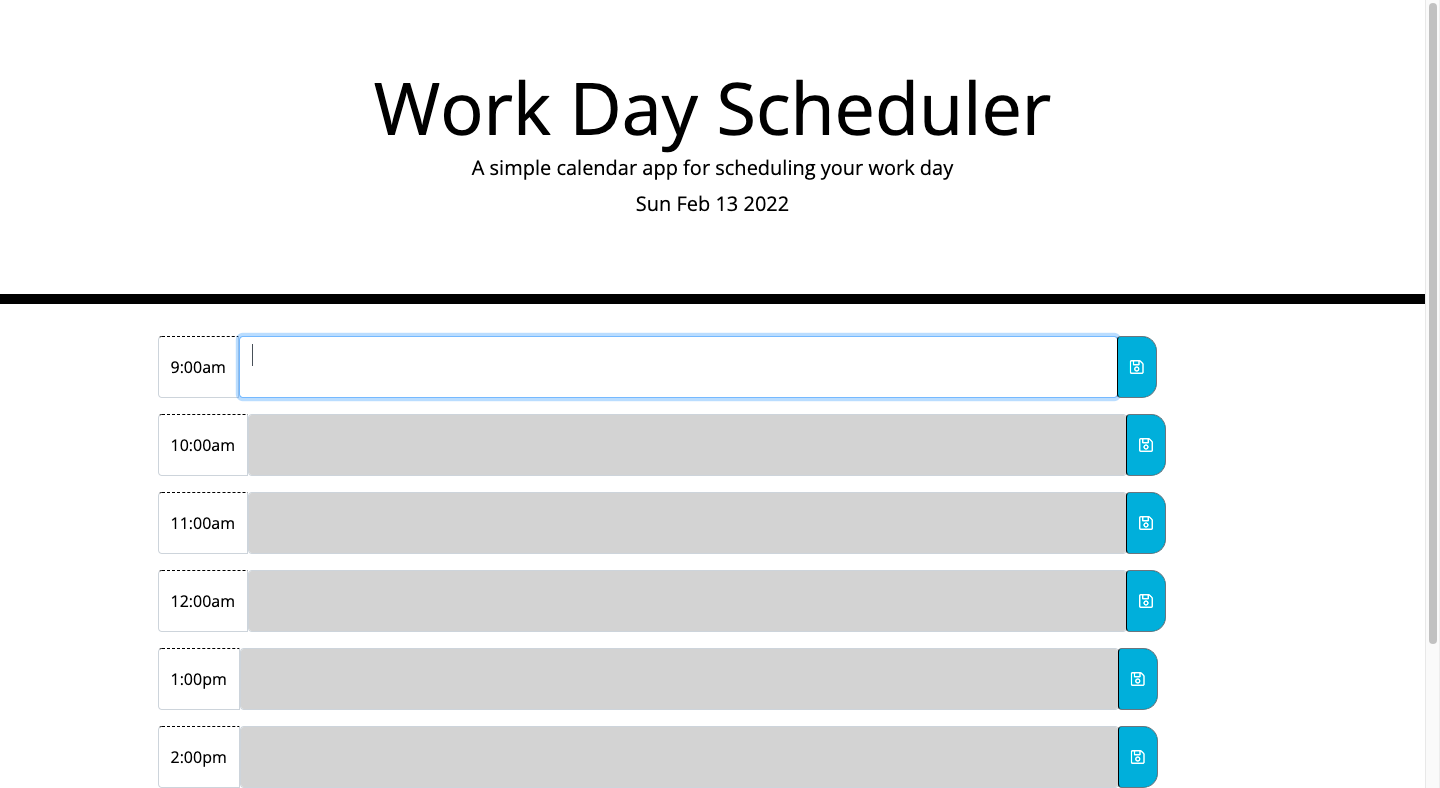 Work Day Scheduler
A simple calendar app for scheduling your work day
Sun Feb 13 2022
9:00am
10:00am
11:00am
12:00am
1:00pm
2:00pm